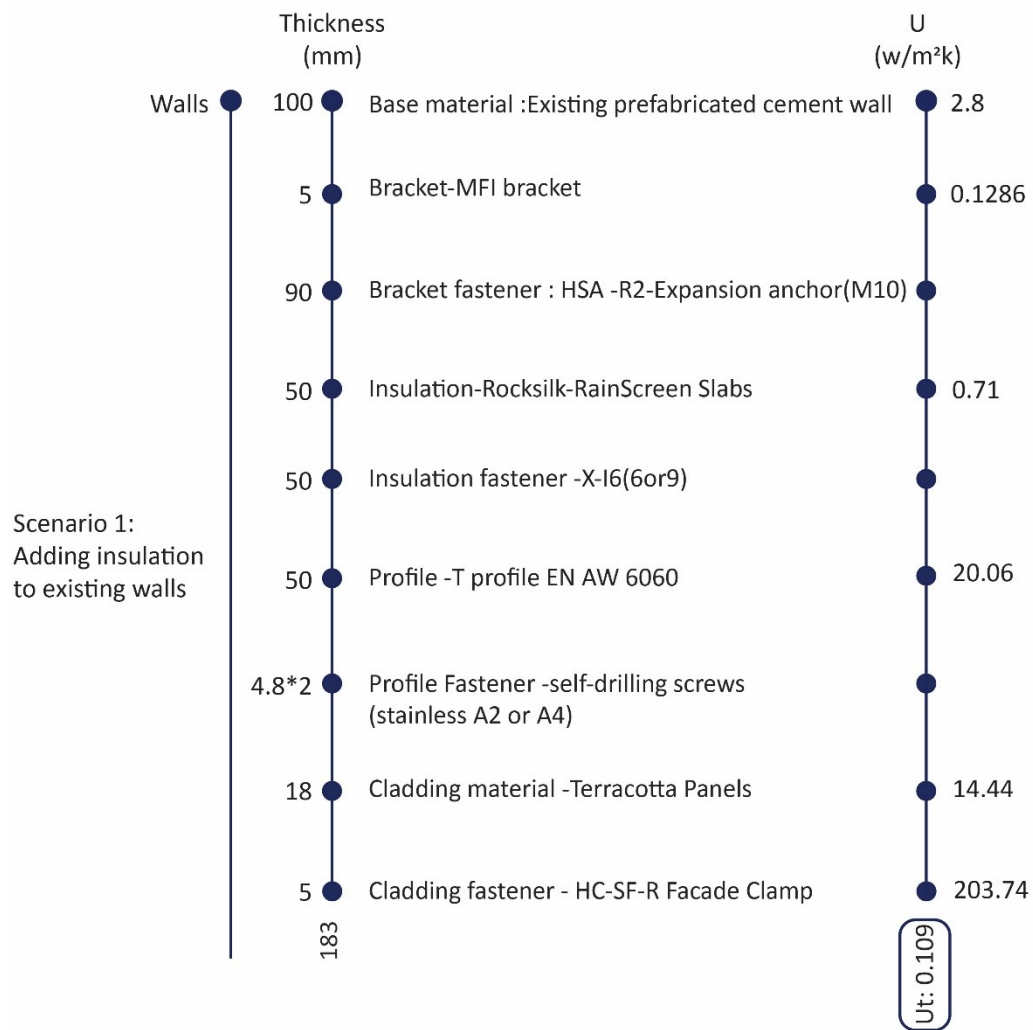 Thickness
(mm)
U
(w/m²k)
Walls
100
Base material :Existing prefabricated cement wall
2.8
5
Bracket-MFI bracket
0.1286
90
Bracket fastener : HSA -R2-Expansion anchor(M10)
50
Insulation-Rocksilk-RainScreen Slabs
0.71
50
Insulation fastener -X-I6(6or9)
Scenario 1:
Adding insulation
to existing walls
50
Profile -T profile EN AW 6060
20.06
4.8*2
Profile Fastener -self-drilling screws
(stainless A2 or A4)
18
Cladding material -Terracotta Panels
14.44
5
Cladding fastener - HC-SF-R Facade Clamp
203.74
183
Ut: 0.109